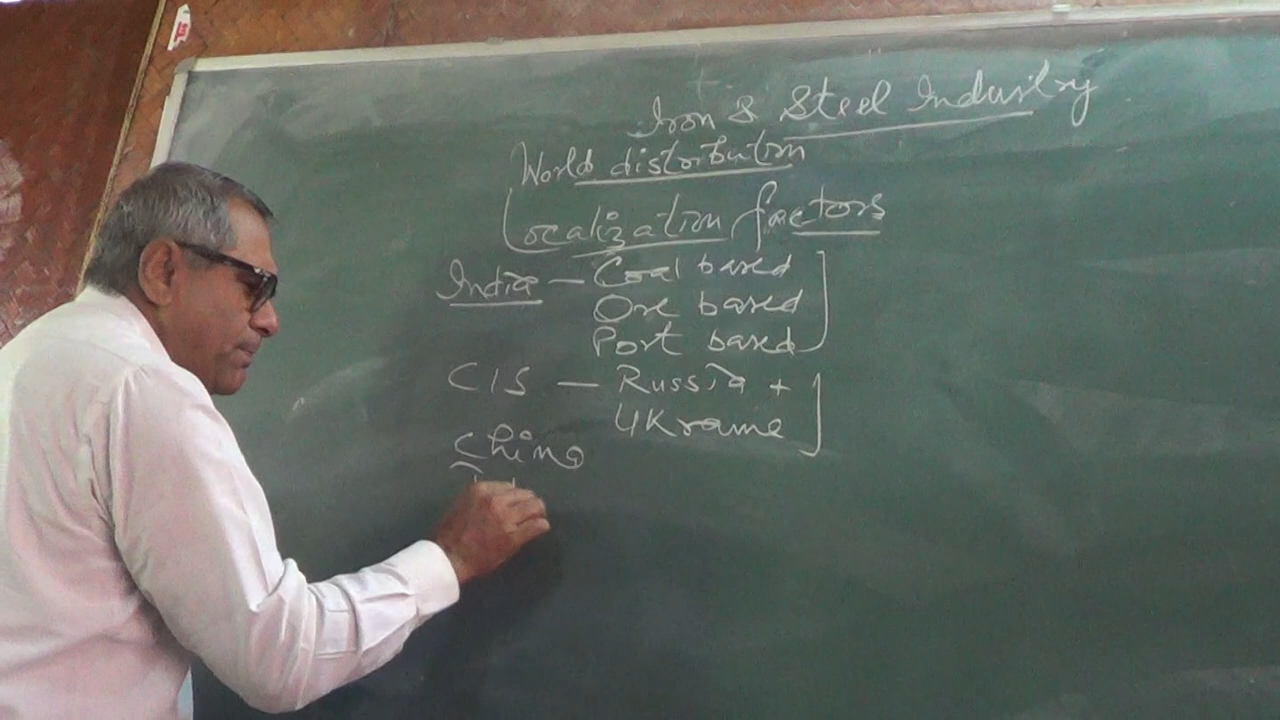 Iron & Steel Industry
World distribution
Localization factors
India - Coal based
Ore based
Port based
CIS - Russia +
Ukraine
China